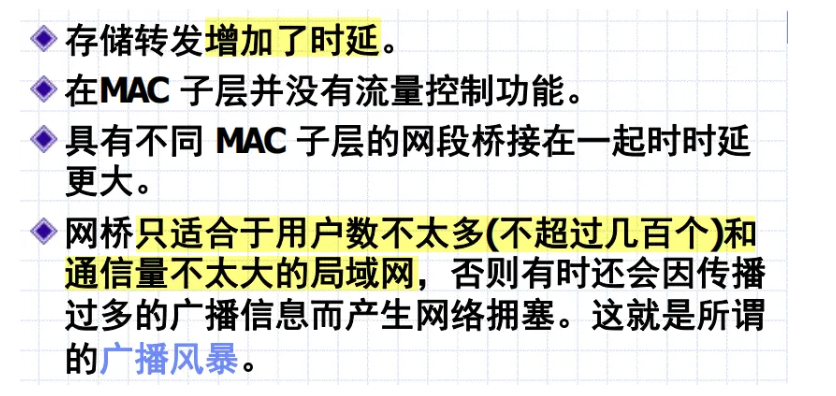 存储转发增加了时延。
在MAC 子层并没有流量控制功能。
具有不同 MAC 子层的网段桥接在一起时时延
更大。
网桥只适合于用户数不太多(不超过几百个)和
通信量不太大的局域网，否则有时还会因传播
过多的广播信息而产生网络拥塞。这就是所谓
的广播风暴。